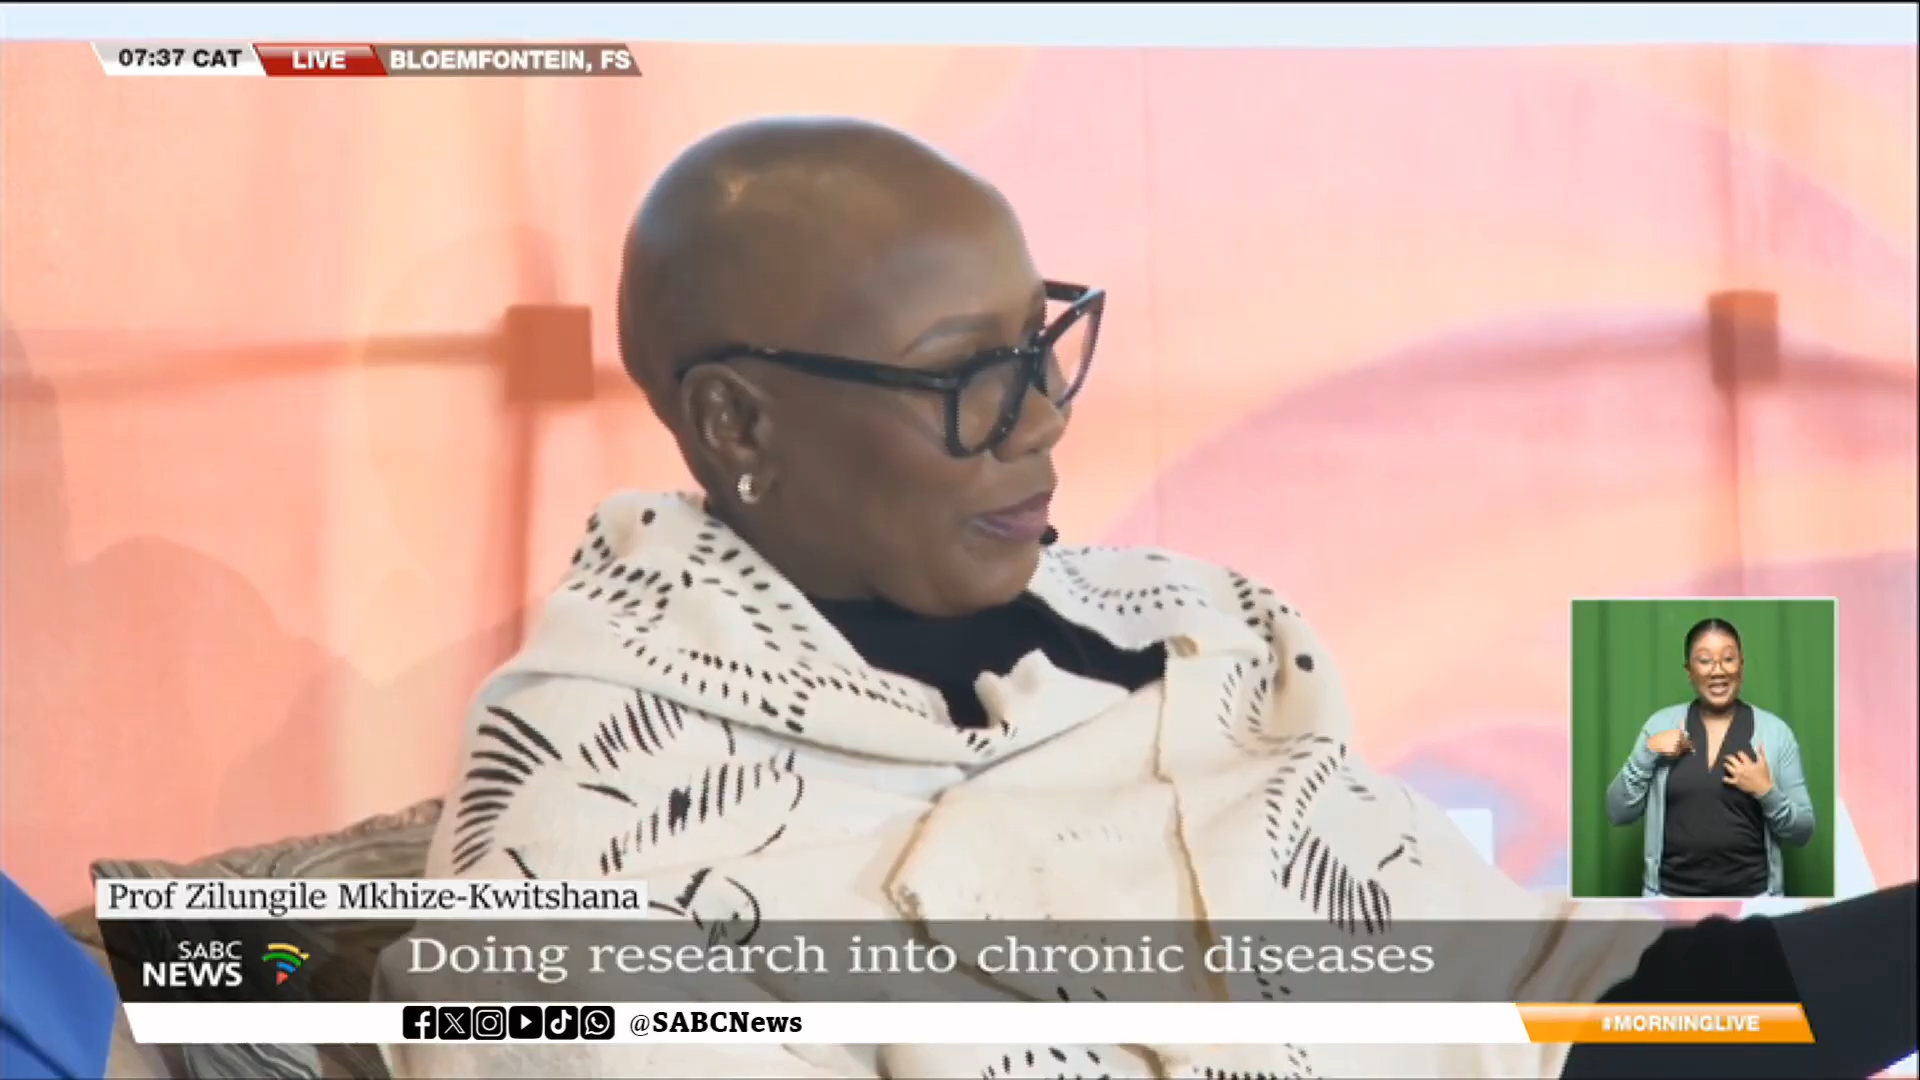 07:37 CAT LIVE BLOEMFONTEIN, FS
Prof Zilungile Mkhize-Kwitshana
SABC
NEWS
Doing research into chronic diseases
@SABCNews
#MORNINGLIVE